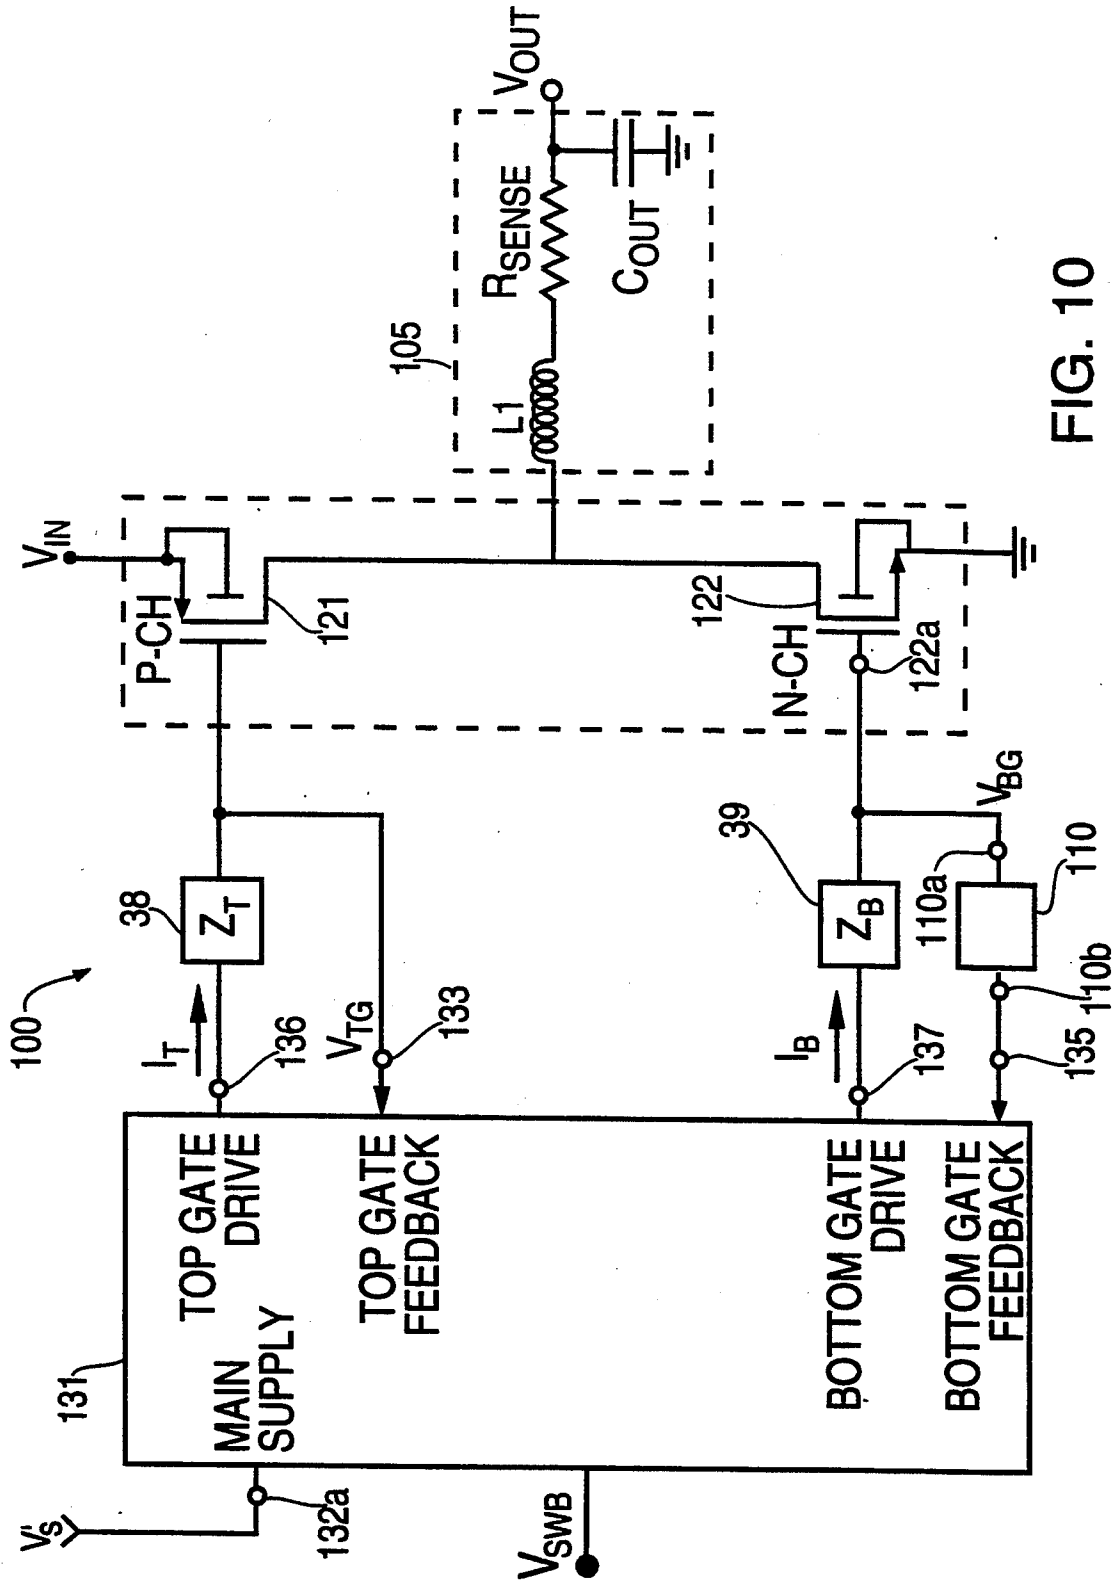 100
V'S
132a
131
MAIN
SUPPLY
TOP GATE
DRIVE
136
IT
38
ZT
P-CH
VIN
121
TOP GATE
FEEDBACK
133
VTG
105
L1
RSENSE
VOUT
COUT
VSWB
BOTTOM GATE
DRIVE
137
IB
39
ZB
N-CH
122
122a
BOTTOM GATE
FEEDBACK
135
110b
110a
110
VBG
FIG. 10